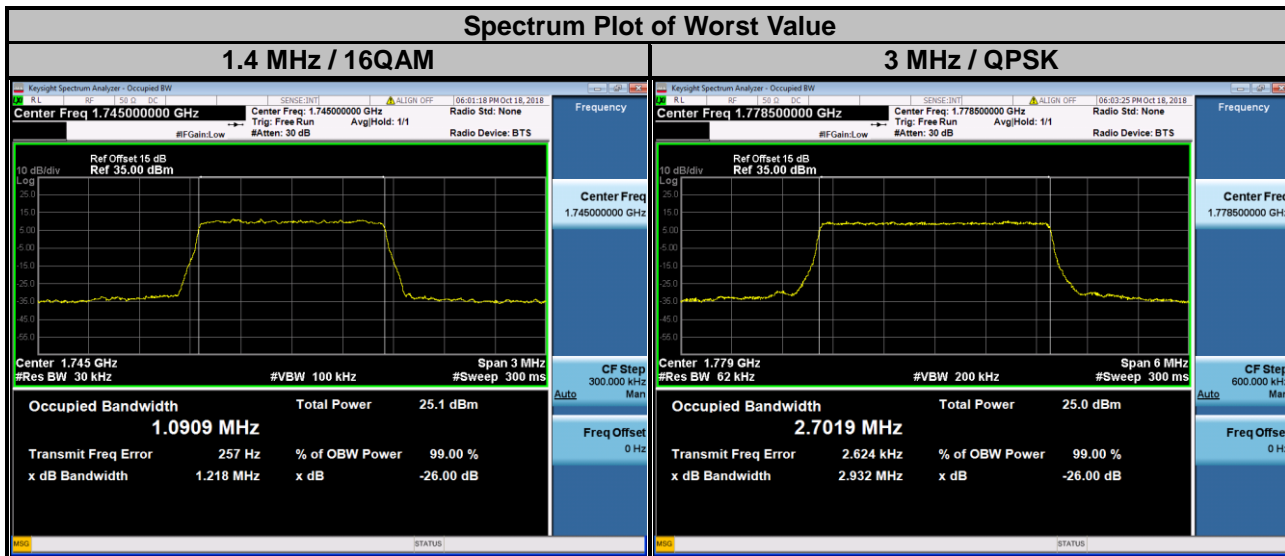 Spectrum Plot of Worst Value
1.4 MHz / 16QAM
3 MHz / QPSK
Keysight Spectrum Analyzer - Occupied BW
RL RF 50 Ω DC SENSE:INT ALIGN OFF 06:01:18 PM Oct 18, 2018
Center Freq 1.745000000 GHz
Center Freq: 1.745000000 GHz
Radio Std: None
Trig: Free Run Avg|Hold: 1/1
#IFGain:Low #Atten: 30 dB Radio Device: BTS
Ref Offset 15 dB
10 dB/div Ref 35.00 dBm
Log
25.0
15.0
5.00
-5.00
-15.0
-25.0
-35.0
-45.0
-55.0
Center 1.745 GHz Span 3 MHz
#Res BW 30 kHz #VBW 100 kHz #Sweep 300 ms
Occupied Bandwidth Total Power 25.1 dBm
1.0909 MHz
Transmit Freq Error 257 Hz % of OBW Power 99.00 %
x dB Bandwidth 1.218 MHz x dB -26.00 dB
MSG STATUS
Frequency
Center Freq
1.745000000 GHz
CF Step
300.000 kHz
Auto Man
Freq Offset
0 Hz
Keysight Spectrum Analyzer - Occupied BW
RL RF 50 Ω DC SENSE:INT ALIGN OFF 06:03:25 PM Oct 18, 2018
Center Freq 1.778500000 GHz
Center Freq: 1.778500000 GHz
Radio Std: None
Trig: Free Run Avg|Hold: 1/1
#IFGain:Low #Atten: 30 dB Radio Device: BTS
Ref Offset 15 dB
10 dB/div Ref 35.00 dBm
Log
25.0
15.0
5.00
-5.00
-15.0
-25.0
-35.0
-45.0
-55.0
Center 1.779 GHz Span 6 MHz
#Res BW 62 kHz #VBW 200 kHz #Sweep 300 ms
Occupied Bandwidth Total Power 25.0 dBm
2.7019 MHz
Transmit Freq Error 2.624 kHz % of OBW Power 99.00 %
x dB Bandwidth 2.932 MHz x dB -26.00 dB
MSG STATUS
Frequency
Center Freq
1.778500000 GHz
CF Step
600.000 kHz
Auto Man
Freq Offset
0 Hz